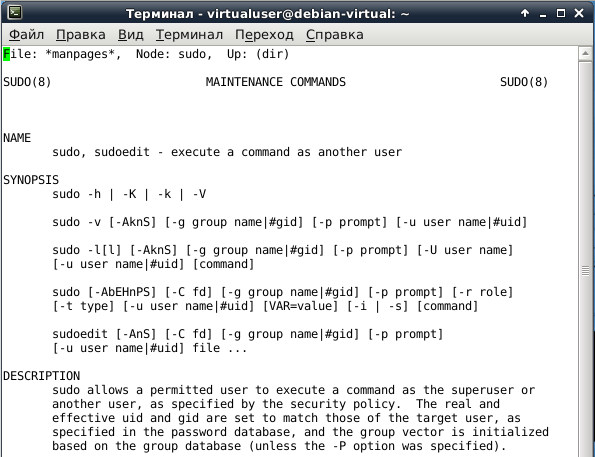 Терминал - virtualuser@debian-virtual: ~
Файл Правка Вид Терминал Переход Справка
File: *manpages*,  Node: sudo,  Up: (dir)
SUDO(8) MAINTENANCE COMMANDS SUDO(8)
NAME
sudo, sudoedit - execute a command as another user
SYNOPSIS
sudo -h | -K | -k | -V
sudo -v [-AknS] [-g group name|#gid] [-p prompt] [-u user name|#uid]
sudo -l[l] [-AknS] [-g group name|#gid] [-p prompt] [-U user name]
[-u user name|#uid] [command]
sudo [-AbEHnPS] [-C fd] [-g group name|#gid] [-p prompt] [-r role]
[-t type] [-u user name|#uid] [VAR=value] [-i | -s] [command]
sudoedit [-AnS] [-C fd] [-g group name|#gid] [-p prompt]
[-u user name|#uid] file ...
DESCRIPTION
sudo allows a permitted user to execute a command as the superuser or
another user, as specified by the security policy.  The real and
effective uid and gid are set to match those of the target user, as
specified in the password database, and the group vector is initialized
based on the group database (unless the -P option was specified).